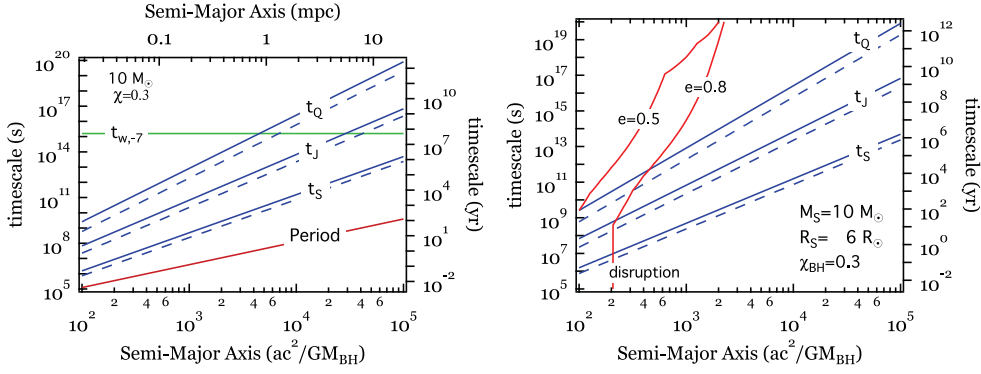 Semi-Major Axis (mpc)
0.1 1 10
10^20
10^17
10^14
10^11
10^8
10^5
timescale (s)
10 M☉
χ=0.3
t_w,-7
t_Q
t_J
t_S
Period
10^10
10^7
10^4
10^1
10^-2
timescale (yr)
2 4 6 2 4 6 2 4 6
10^2 10^3 10^4 10^5
Semi-Major Axis (ac^2/GM_BH)
10^19
10^17
10^15
10^13
10^11
10^9
10^7
10^5
timescale (s)
e=0.5
e=0.8
t_Q
t_J
t_S
M_S=10 M☉
R_S= 6 R☉
χ_BH=0.3
disruption
10^12
10^10
10^8
10^6
10^4
10^2
10^0
10^-2
timescale (yr)
2 4 6 2 4 6 2 4 6
10^2 10^3 10^4 10^5
Semi-Major Axis (ac^2/GM_BH)